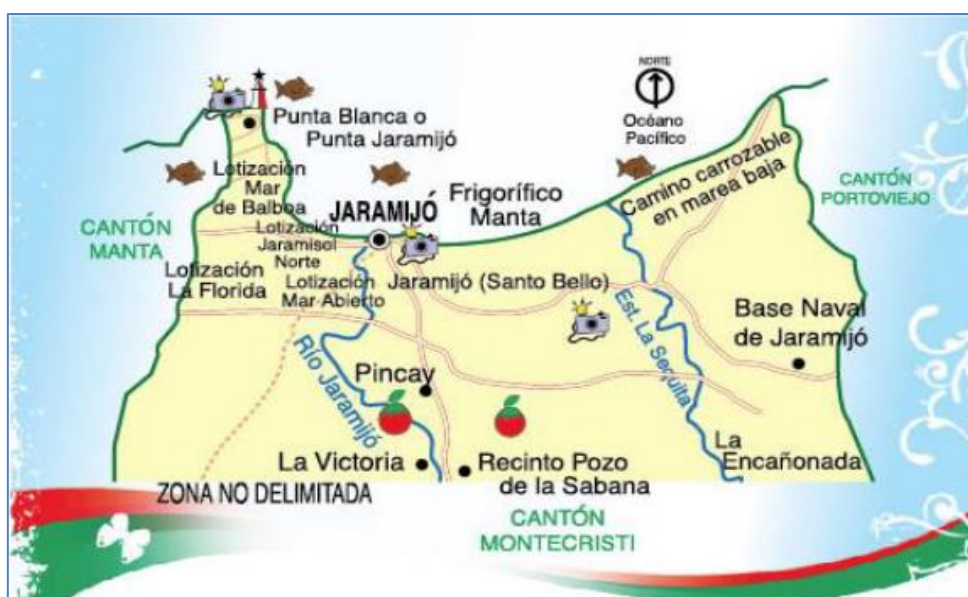 NORTE
Océano
Pacífico
Punta Blanca o
Punta Jaramijó
Lotización
Mar
de Balboa
CANTÓN
MANTA
Frigorífico
Manta
JARAMIJÓ
Lotización
Jaramisol
Norte
Camino carrozable
en marea baja
CANTÓN
PORTOVIEJO
Lotización
La Florida
Lotización
Mar Abierto
Jaramijó (Santo Bello)
Est. La Sequita
Base Naval
de Jaramijó
Río Jaramijó
Pincay
La Victoria
Recinto Pozo
de la Sabana
La
Encañonada
ZONA NO DELIMITADA
CANTÓN
MONTECRISTI